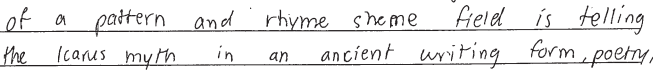 of a pattern and rhyme sheme field is telling
the Icarus myth in an ancient writing form, poetry,